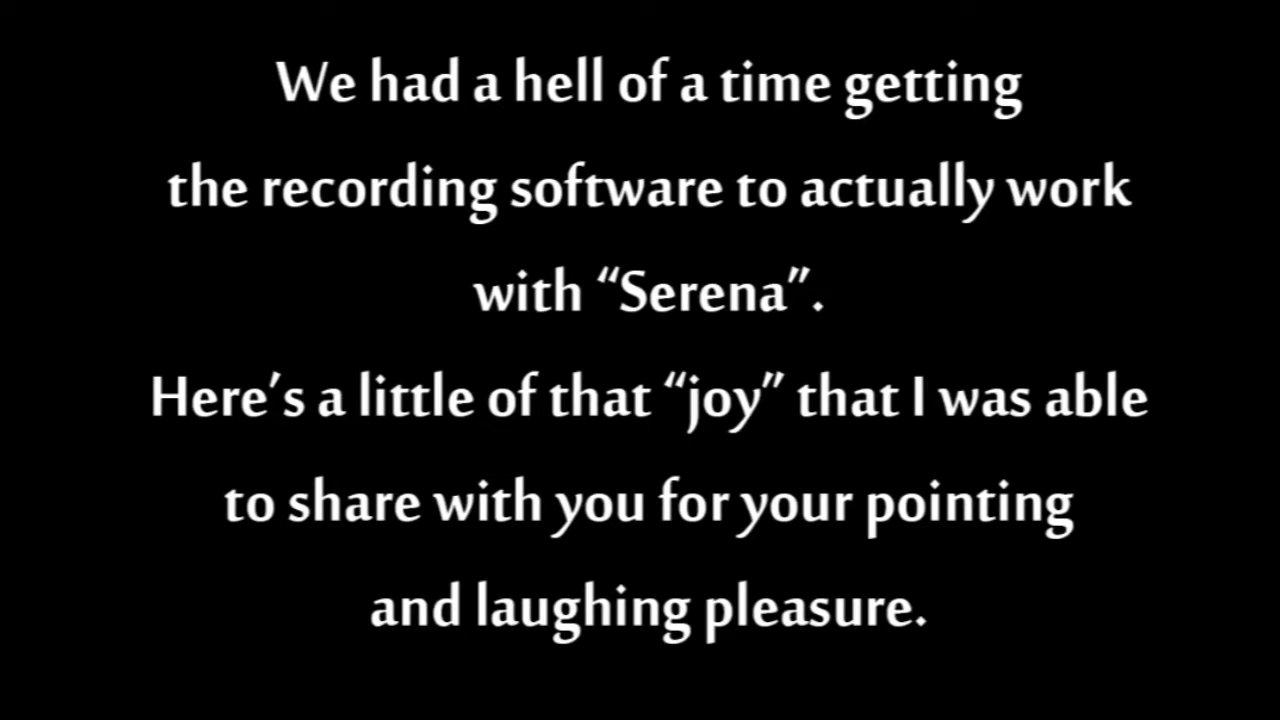 We had a hell of a time getting
the recording software to actually work
with “Serena”.
Here’s a little of that “joy” that I was able
to share with you for your pointing
and laughing pleasure.